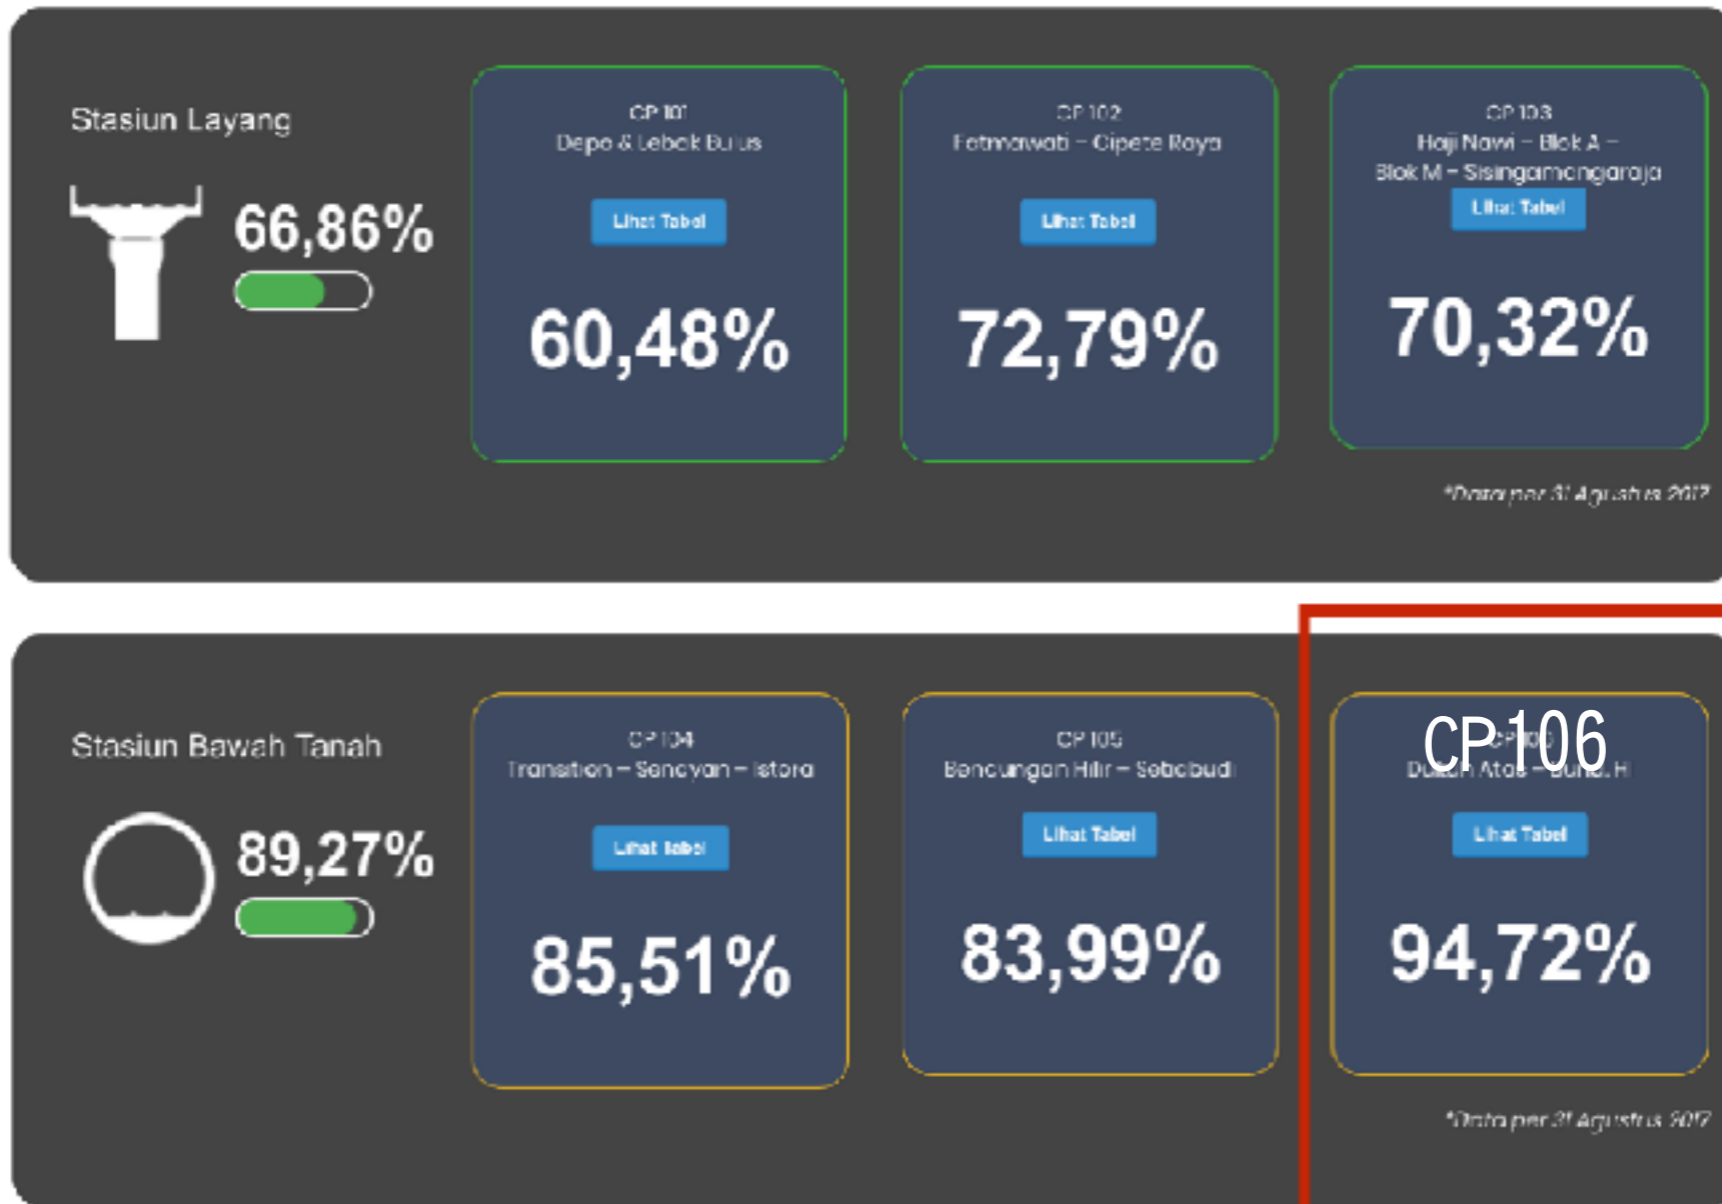 Stasiun Layang
66,86%
CP 101
Depo & Lebak Bulus
Lihat Tabel
60,48%
CP 102
Fatmawati – Cipete Raya
Lihat Tabel
72,79%
CP 103
Haji Nawi – Blok A –
Blok M – Sisingamangaraja
Lihat Tabel
70,32%
*Data per 31 Agustus 2017
Stasiun Bawah Tanah
89,27%
CP 104
Transition – Senayan – Istora
Lihat Tabel
85,51%
CP 105
Bendungan Hilir – Setiabudi
Lihat Tabel
83,99%
CP106
Atas –
Lihat Tabel
94,72%
*Data per 31 Agustus 2017